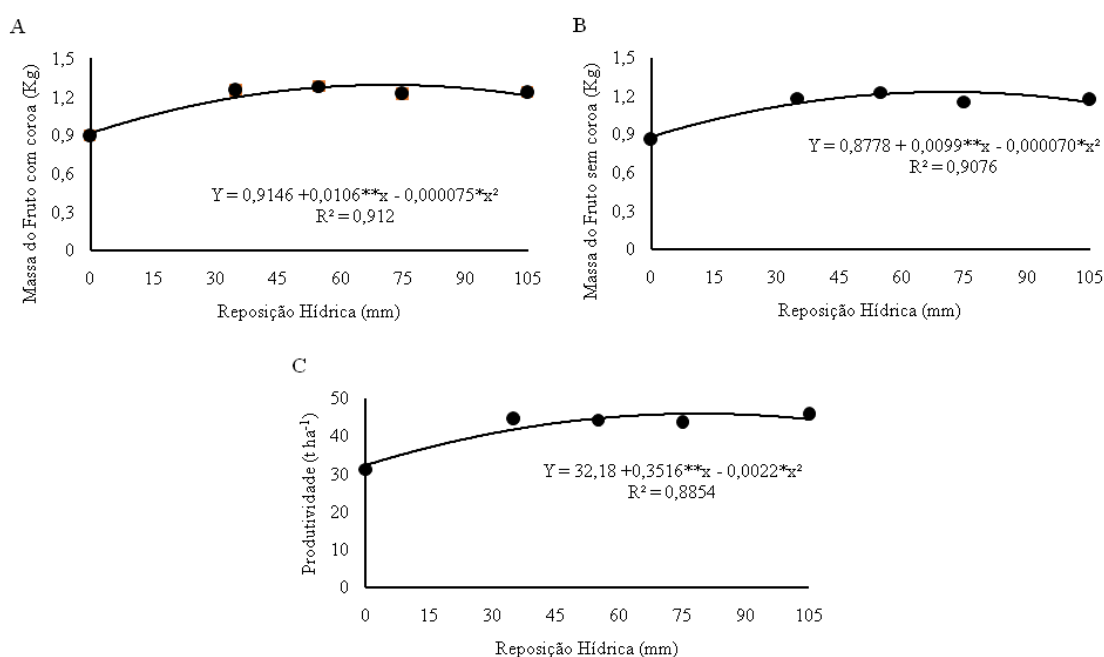 A
Massa do Fruto com coroa (Kg)
1,5
1,2
0,9
0,6
0,3
0
Y = 0,9146 +0,0106**x - 0,000075*x²
R² = 0,912
0 15 30 45 60 75 90 105
Reposição Hídrica (mm)
B
Massa do Fruto sem coroa (Kg)
1,5
1,2
0,9
0,6
0,3
0
Y = 0,8778 + 0,0099**x - 0,000070*x²
R² = 0,9076
0 15 30 45 60 75 90 105
Reposição Hídrica (mm)
C
Produtividade (t ha⁻¹)
50
40
30
20
10
0
Y = 32,18 +0,3516**x - 0,0022*x²
R² = 0,8854
0 15 30 45 60 75 90 105
Reposição Hídrica (mm)